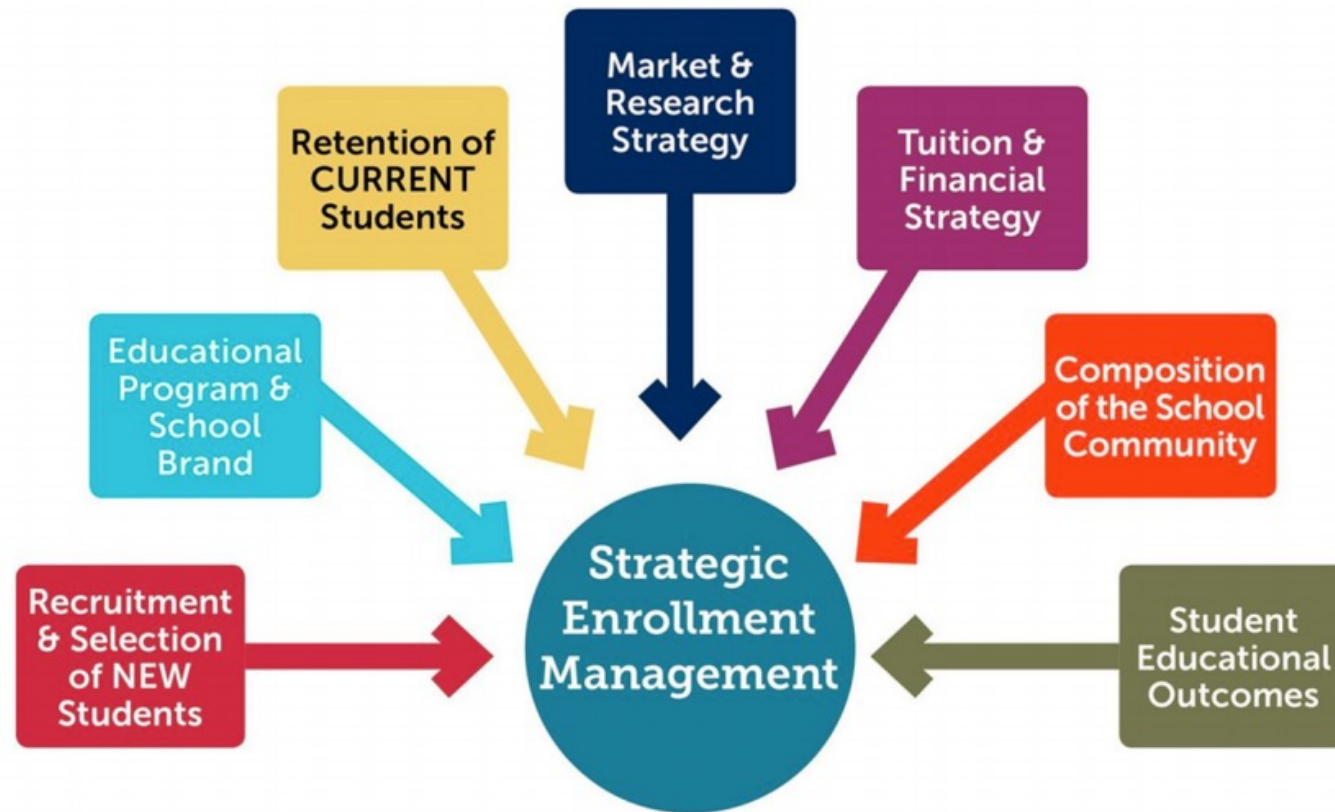 Market &
Research
Strategy
Retention of
CURRENT
Students
Tuition &
Financial
Strategy
Educational
Program &
School
Brand
Composition
of the School
Community
Recruitment
& Selection
of NEW
Students
Strategic
Enrollment
Management
Student
Educational
Outcomes